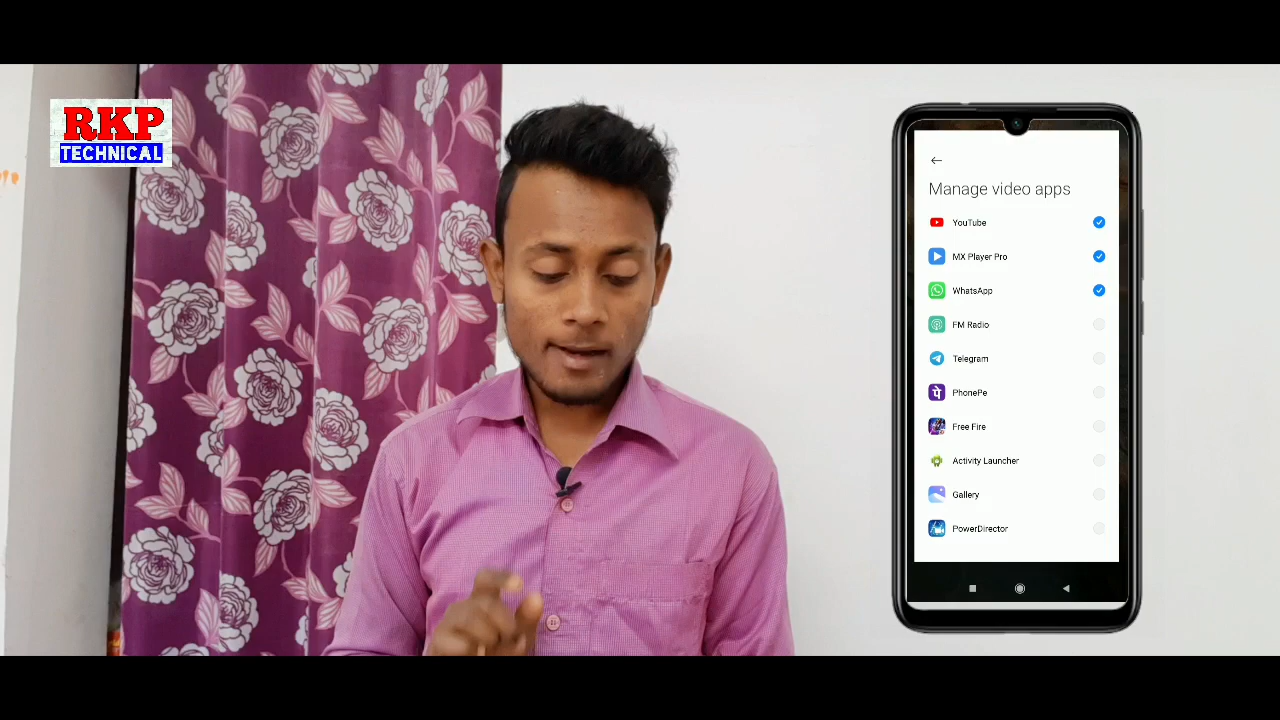 RKP
TECHNICAL
Manage video apps
YouTube
MX Player Pro
WhatsApp
FM Radio
Telegram
PhonePe
Free Fire
Activity Launcher
Gallery
PowerDirector